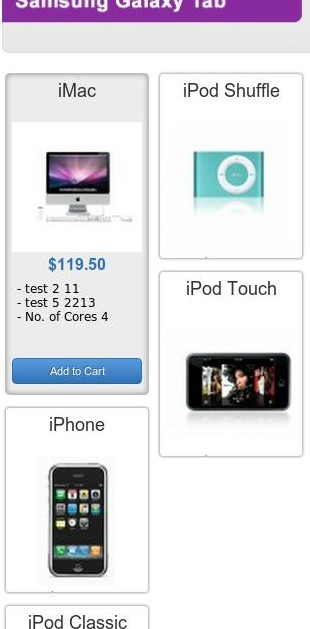 Samsung Galaxy Tab
iMac
$119.50
- test 2 11
- test 5 2213
- No. of Cores 4
Add to Cart
iPhone
iPod Shuffle
iPod Touch
iPod Classic